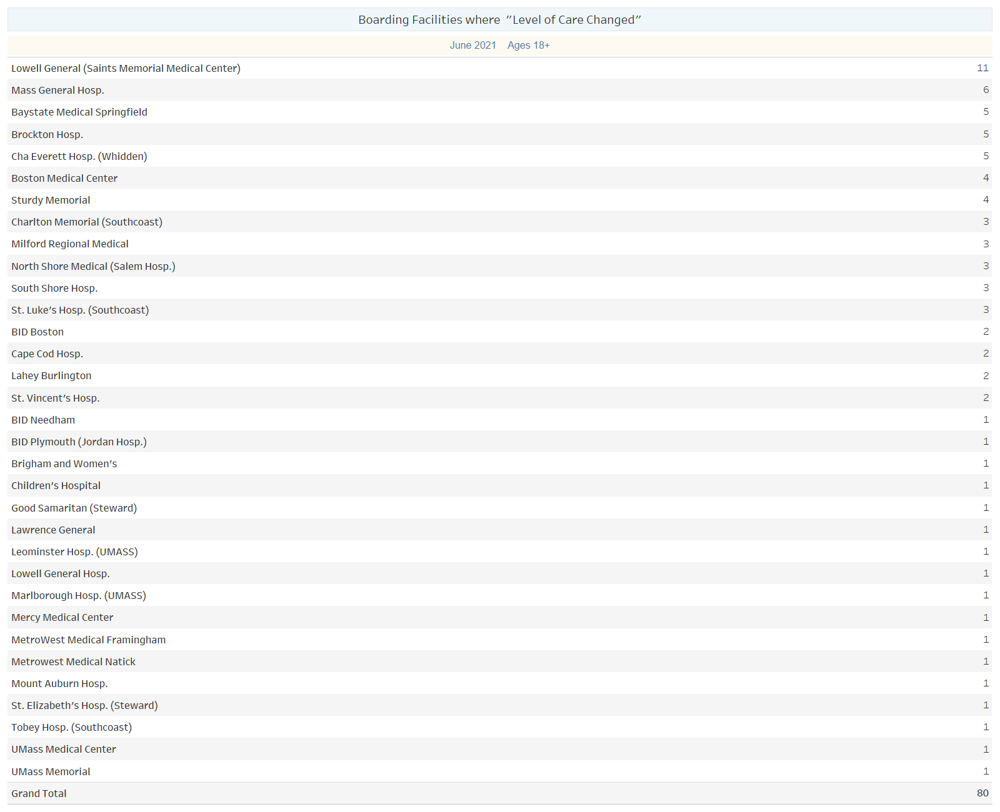 Boarding Facilities where "Level of Care Changed"
June 2021 Ages 18+
Lowell General (Saints Memorial Medical Center) 11
Mass General Hosp. 6
Baystate Medical Springfield 5
Brockton Hosp. 5
Cha Everett Hosp. (Whidden) 5
Boston Medical Center 4
Sturdy Memorial 4
Charlton Memorial (Southcoast) 3
Milford Regional Medical 3
North Shore Medical (Salem Hosp.) 3
South Shore Hosp. 3
St. Luke's Hosp. (Southcoast) 3
BID Boston 2
Cape Cod Hosp. 2
Lahey Burlington 2
St. Vincent's Hosp. 2
BID Needham 1
BID Plymouth (Jordan Hosp.) 1
Brigham and Women's 1
Children's Hospital 1
Good Samaritan (Steward) 1
Lawrence General 1
Leominster Hosp. (UMASS) 1
Lowell General Hosp. 1
Marlborough Hosp. (UMASS) 1
Mercy Medical Center 1
MetroWest Medical Framingham 1
Metrowest Medical Natick 1
Mount Auburn Hosp. 1
St. Elizabeth's Hosp. (Steward) 1
Tobey Hosp. (Southcoast) 1
UMass Medical Center 1
UMass Memorial 1
Grand Total 80